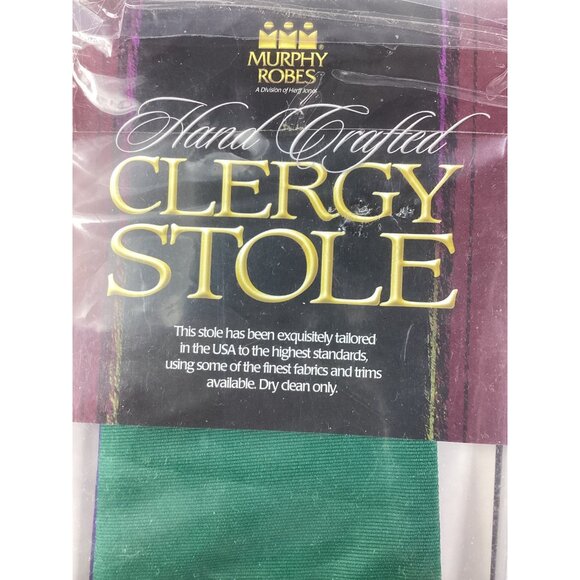 MURPHY
ROBES®
A Division of Herff Jones
Hand Crafted
CLERGY
STOLE
This stole has been exquisitely tailored
in the USA to the highest standards,
using some of the finest fabrics and trims
available. Dry clean only.